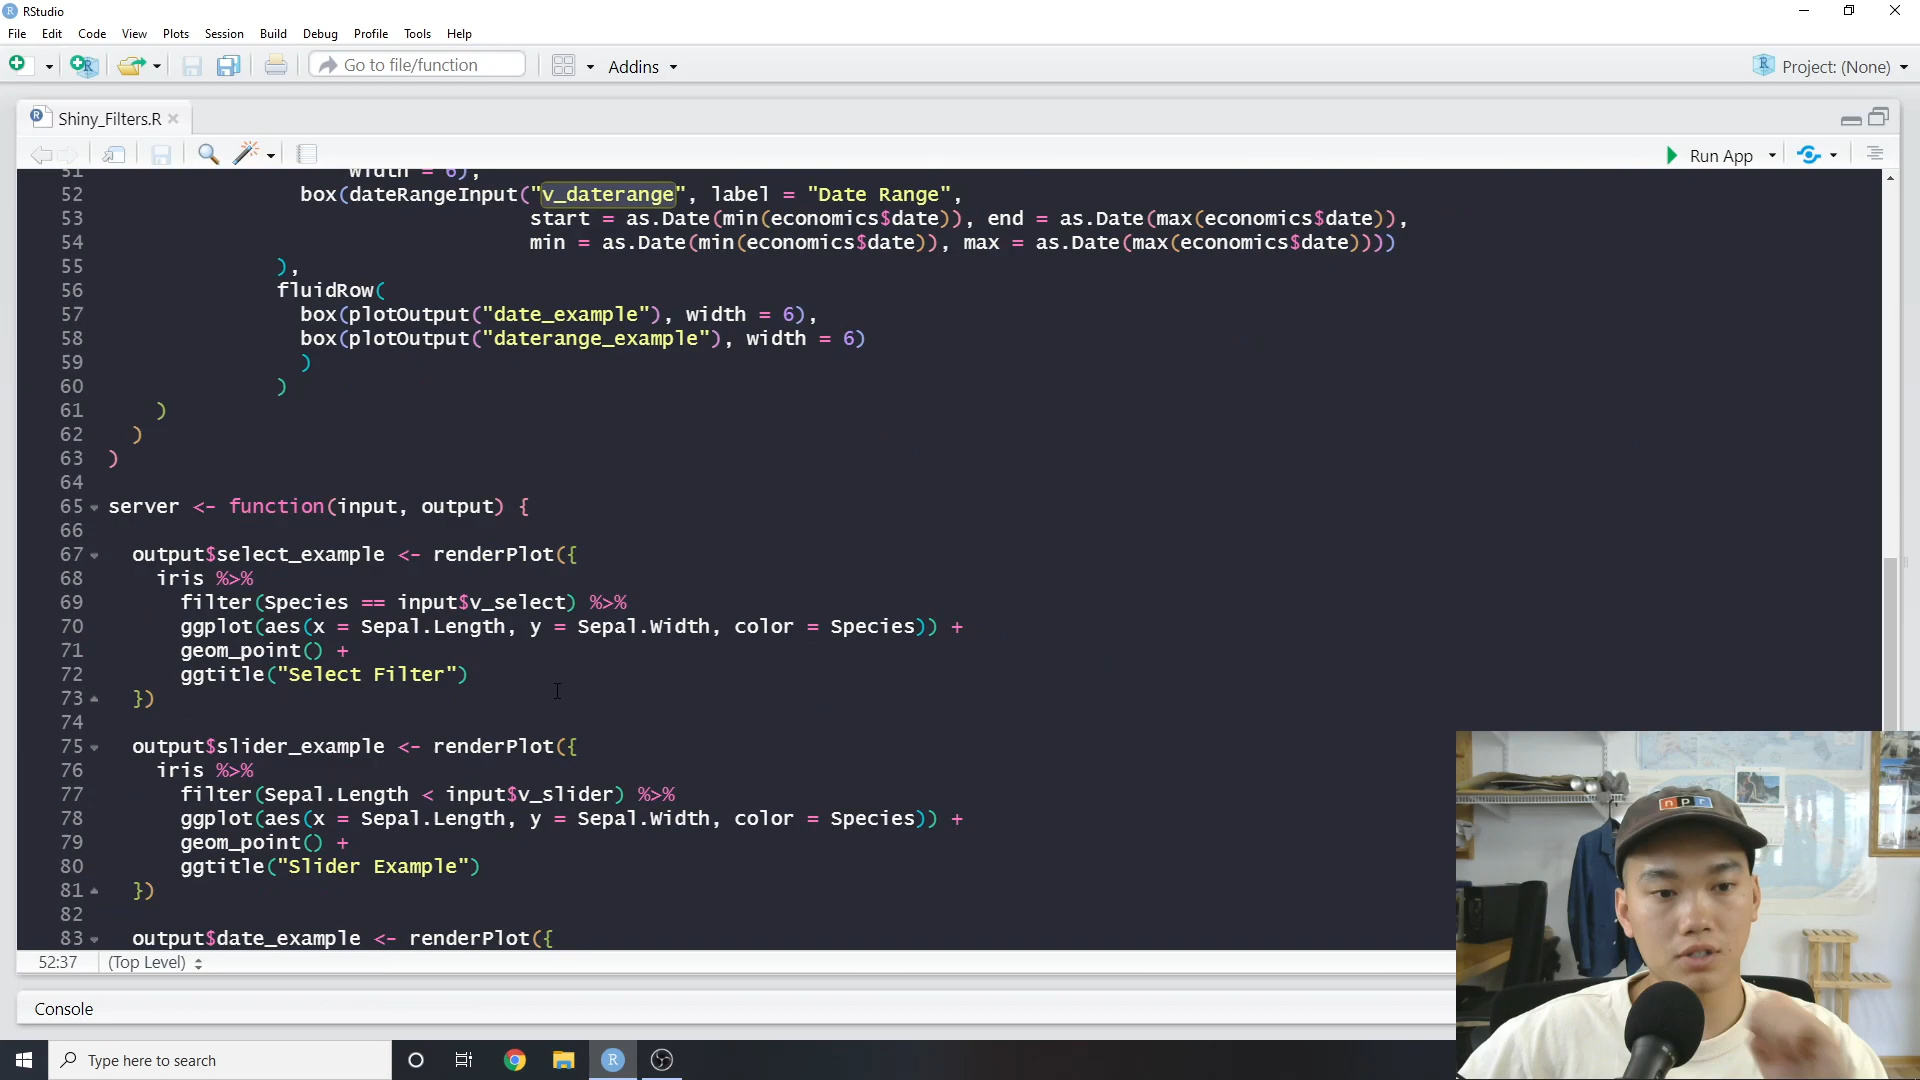 RStudio
File Edit Code View Plots Session Build Debug Profile Tools Help
Go to file/function Addins Project: (None)
Shiny_Filters.R
Run App
51 width = 6),
52 box(dateRangeInput("v_daterange", label = "Date Range",
53 start = as.Date(min(economics$date)), end = as.Date(max(economics$date)),
54 min = as.Date(min(economics$date)), max = as.Date(max(economics$date))))
55 ),
56 fluidRow(
57 box(plotOutput("date_example"), width = 6),
58 box(plotOutput("daterange_example"), width = 6)
59 )
60 )
61 )
62 )
63 )
64
65 server <- function(input, output) {
66
67 output$select_example <- renderPlot({
68 iris %>%
69 filter(Species == input$v_select) %>%
70 ggplot(aes(x = Sepal.Length, y = Sepal.Width, color = Species)) +
71 geom_point() +
72 ggtitle("Select Filter")
73 })
74
75 output$slider_example <- renderPlot({
76 iris %>%
77 filter(Sepal.Length < input$v_slider) %>%
78 ggplot(aes(x = Sepal.Length, y = Sepal.Width, color = Species)) +
79 geom_point() +
80 ggtitle("Slider Example")
81 })
82
83 output$date_example <- renderPlot({
52:37 (Top Level)
Console
Type here to search
npr